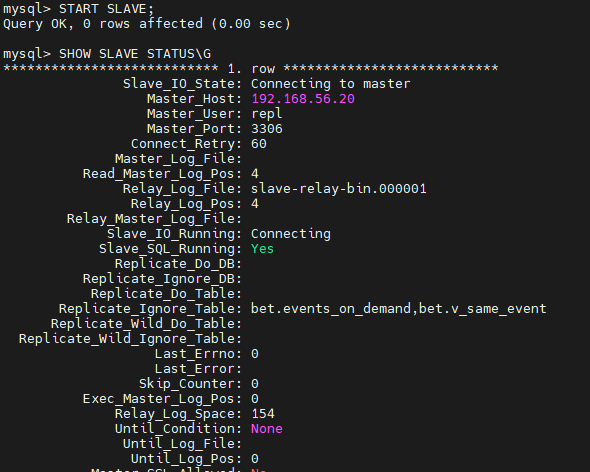 mysql> START SLAVE;
Query OK, 0 rows affected (0.00 sec)
mysql> SHOW SLAVE STATUS\G
*************************** 1. row ***************************
Slave_IO_State: Connecting to master
Master_Host: 192.168.56.20
Master_User: repl
Master_Port: 3306
Connect_Retry: 60
Master_Log_File:
Read_Master_Log_Pos: 4
Relay_Log_File: slave-relay-bin.000001
Relay_Log_Pos: 4
Relay_Master_Log_File:
Slave_IO_Running: Connecting
Slave_SQL_Running: Yes
Replicate_Do_DB:
Replicate_Ignore_DB:
Replicate_Do_Table:
Replicate_Ignore_Table: bet.events_on_demand,bet.v_same_event
Replicate_Wild_Do_Table:
Replicate_Wild_Ignore_Table:
Last_Errno: 0
Last_Error:
Skip_Counter: 0
Exec_Master_Log_Pos: 0
Relay_Log_Space: 154
Until_Condition: None
Until_Log_File:
Until_Log_Pos: 0
Master_SSL_Allowed: No